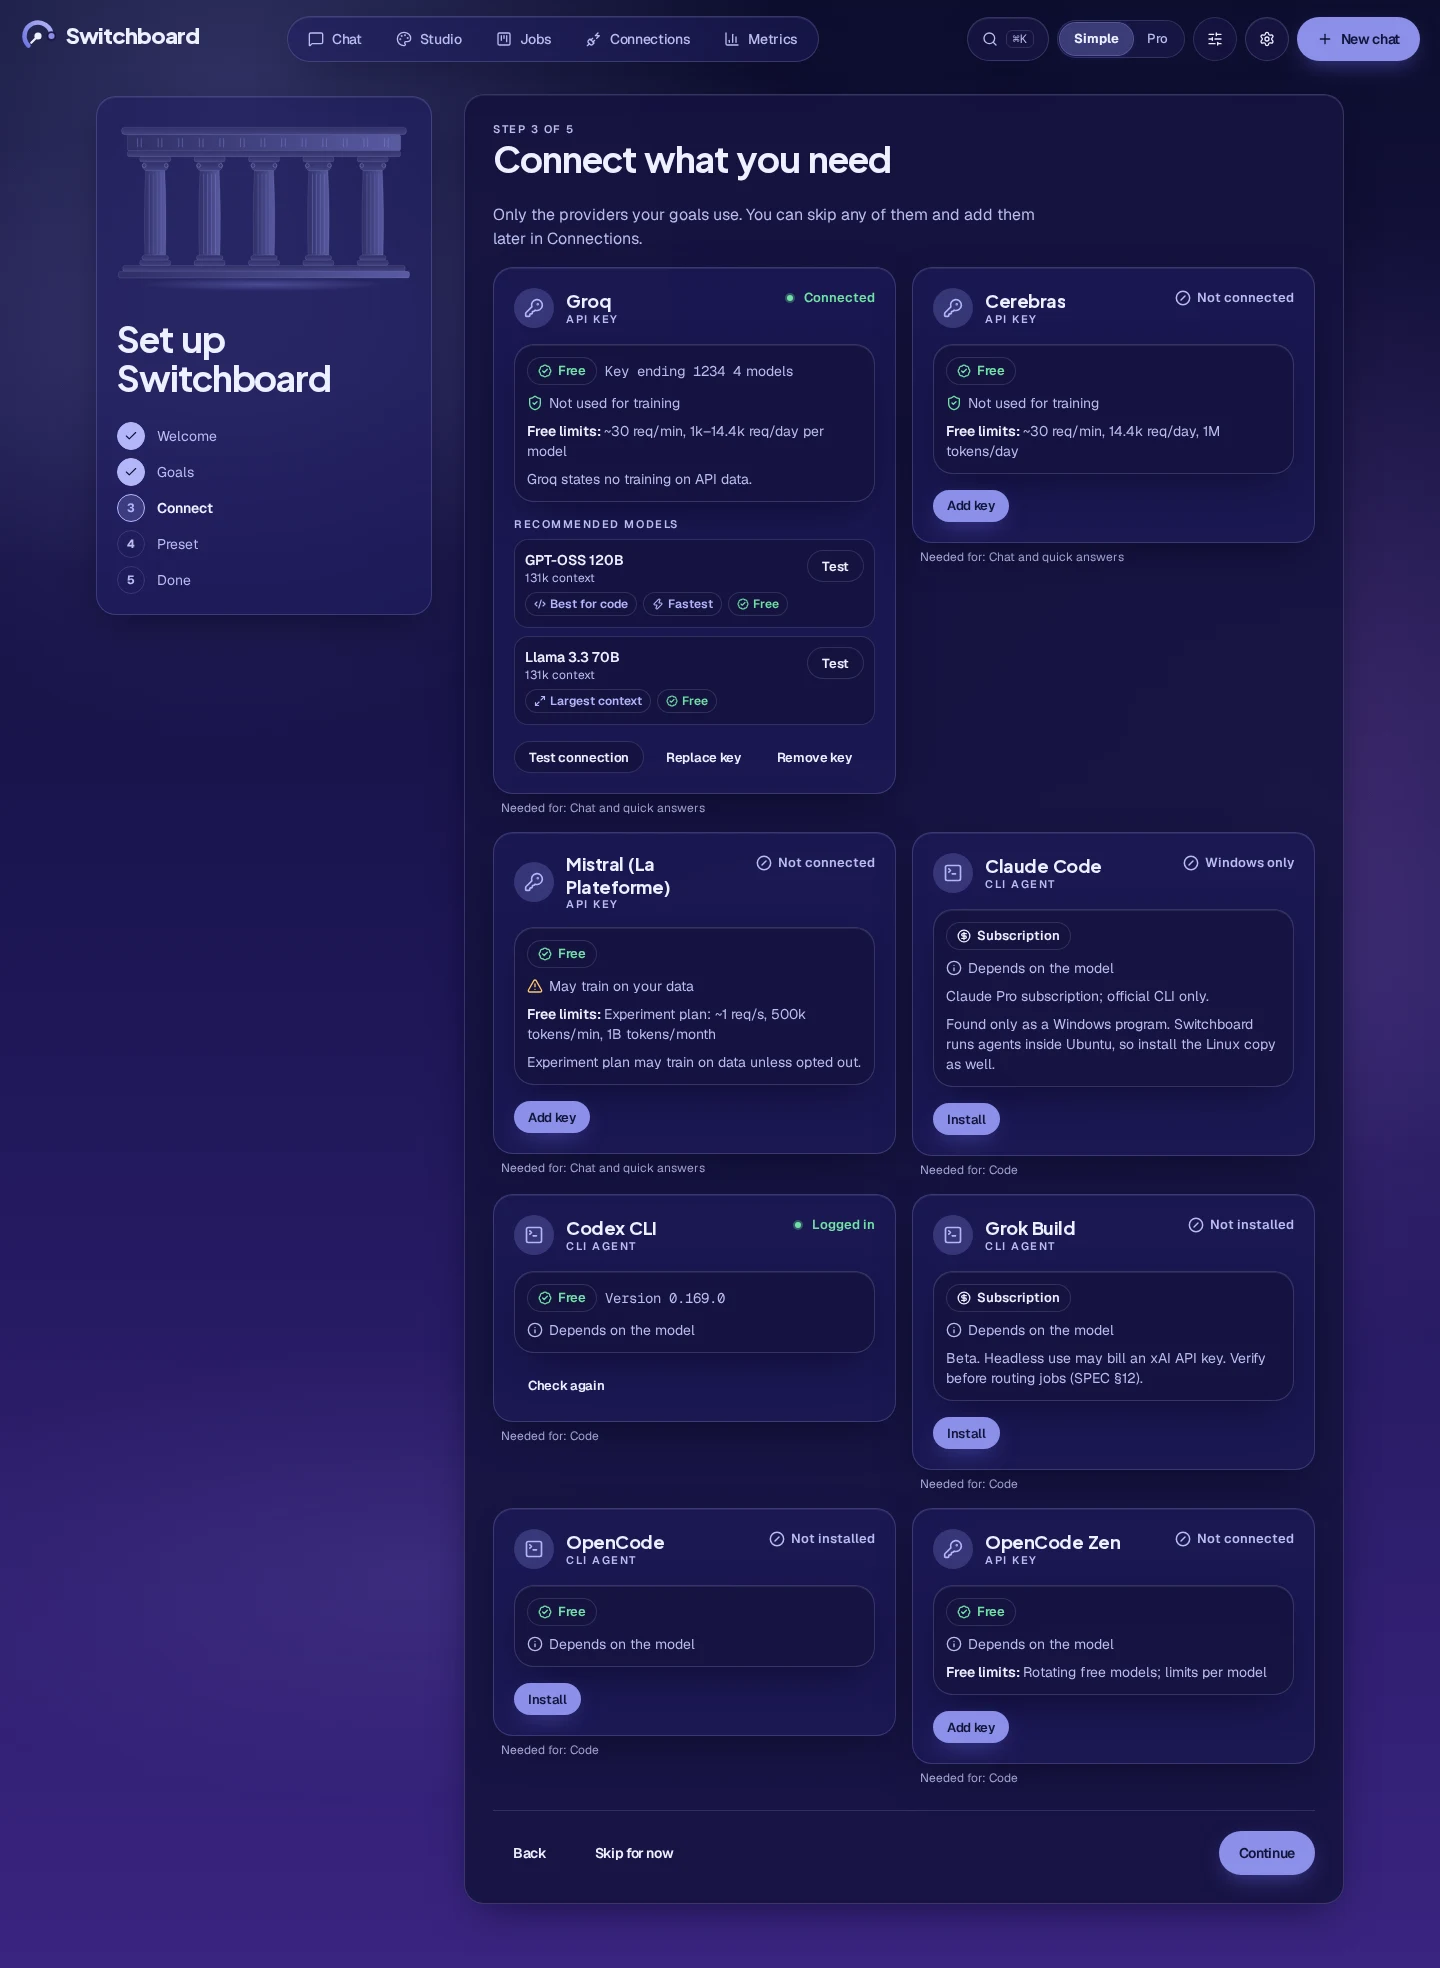 Switchboard
Chat
Studio
Jobs
Connections
Metrics
⌘K
Simple
Pro
New chat
Set up
Switchboard
Welcome
Goals
3 Connect
4 Preset
5 Done
STEP 3 OF 5
Connect what you need
Only the providers your goals use. You can skip any of them and add them
later in Connections.
Groq
API KEY
Connected
Free Key ending 1234 4 models
Not used for training
Free limits: ~30 req/min, 1k–14.4k req/day per
model
Groq states no training on API data.
RECOMMENDED MODELS
GPT-OSS 120B
131k context
Test
Best for code
Fastest
Free
Llama 3.3 70B
131k context
Test
Largest context
Free
Test connection
Replace key
Remove key
Needed for: Chat and quick answers
Cerebras
API KEY
Not connected
Free
Not used for training
Free limits: ~30 req/min, 14.4k req/day, 1M
tokens/day
Add key
Needed for: Chat and quick answers
Mistral (La
Plateforme)
API KEY
Not connected
Free
May train on your data
Free limits: Experiment plan: ~1 req/s, 500k
tokens/min, 1B tokens/month
Experiment plan may train on data unless opted out.
Add key
Needed for: Chat and quick answers
Claude Code
CLI AGENT
Windows only
Subscription
Depends on the model
Claude Pro subscription; official CLI only.
Found only as a Windows program. Switchboard
runs agents inside Ubuntu, so install the Linux copy
as well.
Install
Needed for: Code
Codex CLI
CLI AGENT
Logged in
Free Version 0.169.0
Depends on the model
Check again
Needed for: Code
Grok Build
CLI AGENT
Not installed
Subscription
Depends on the model
Beta. Headless use may bill an xAI API key. Verify
before routing jobs (SPEC §12).
Install
Needed for: Code
OpenCode
CLI AGENT
Not installed
Free
Depends on the model
Install
Needed for: Code
OpenCode Zen
API KEY
Not connected
Free
Depends on the model
Free limits: Rotating free models; limits per model
Add key
Needed for: Code
Back
Skip for now
Continue